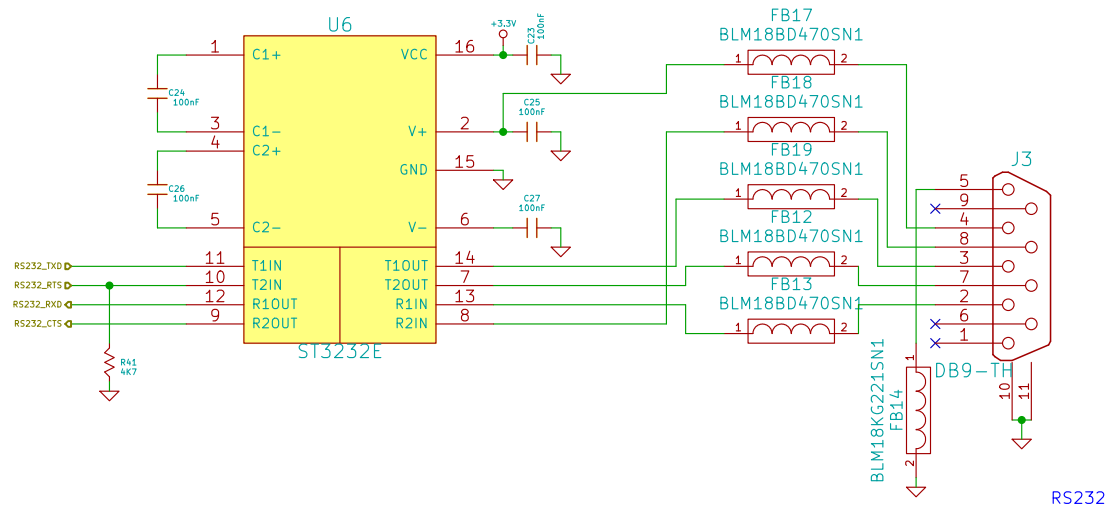 U6
1
C1+
C24
100nF
3
C1-
4
C2+
C26
100nF
5
C2-
VCC
16
+3.3V
C23
100nF
V+
2
C25
100nF
GND
15
V-
6
C27
100nF
RS232_TXD
11
T1IN
T1OUT
14
RS232_RTS
10
T2IN
T2OUT
7
RS232_RXD
12
R1OUT
R1IN
13
RS232_CTS
9
R2OUT
R2IN
8
ST3232E
R41
4K7
FB17
BLM18BD470SN1
1
2
FB18
BLM18BD470SN1
1
2
FB19
BLM18BD470SN1
1
2
FB12
BLM18BD470SN1
1
2
FB13
BLM18BD470SN1
1
2
J3
5
9
4
8
3
7
2
6
1
DB9-TH
10
11
1
BLM18KG221SN1
FB14
2
RS232